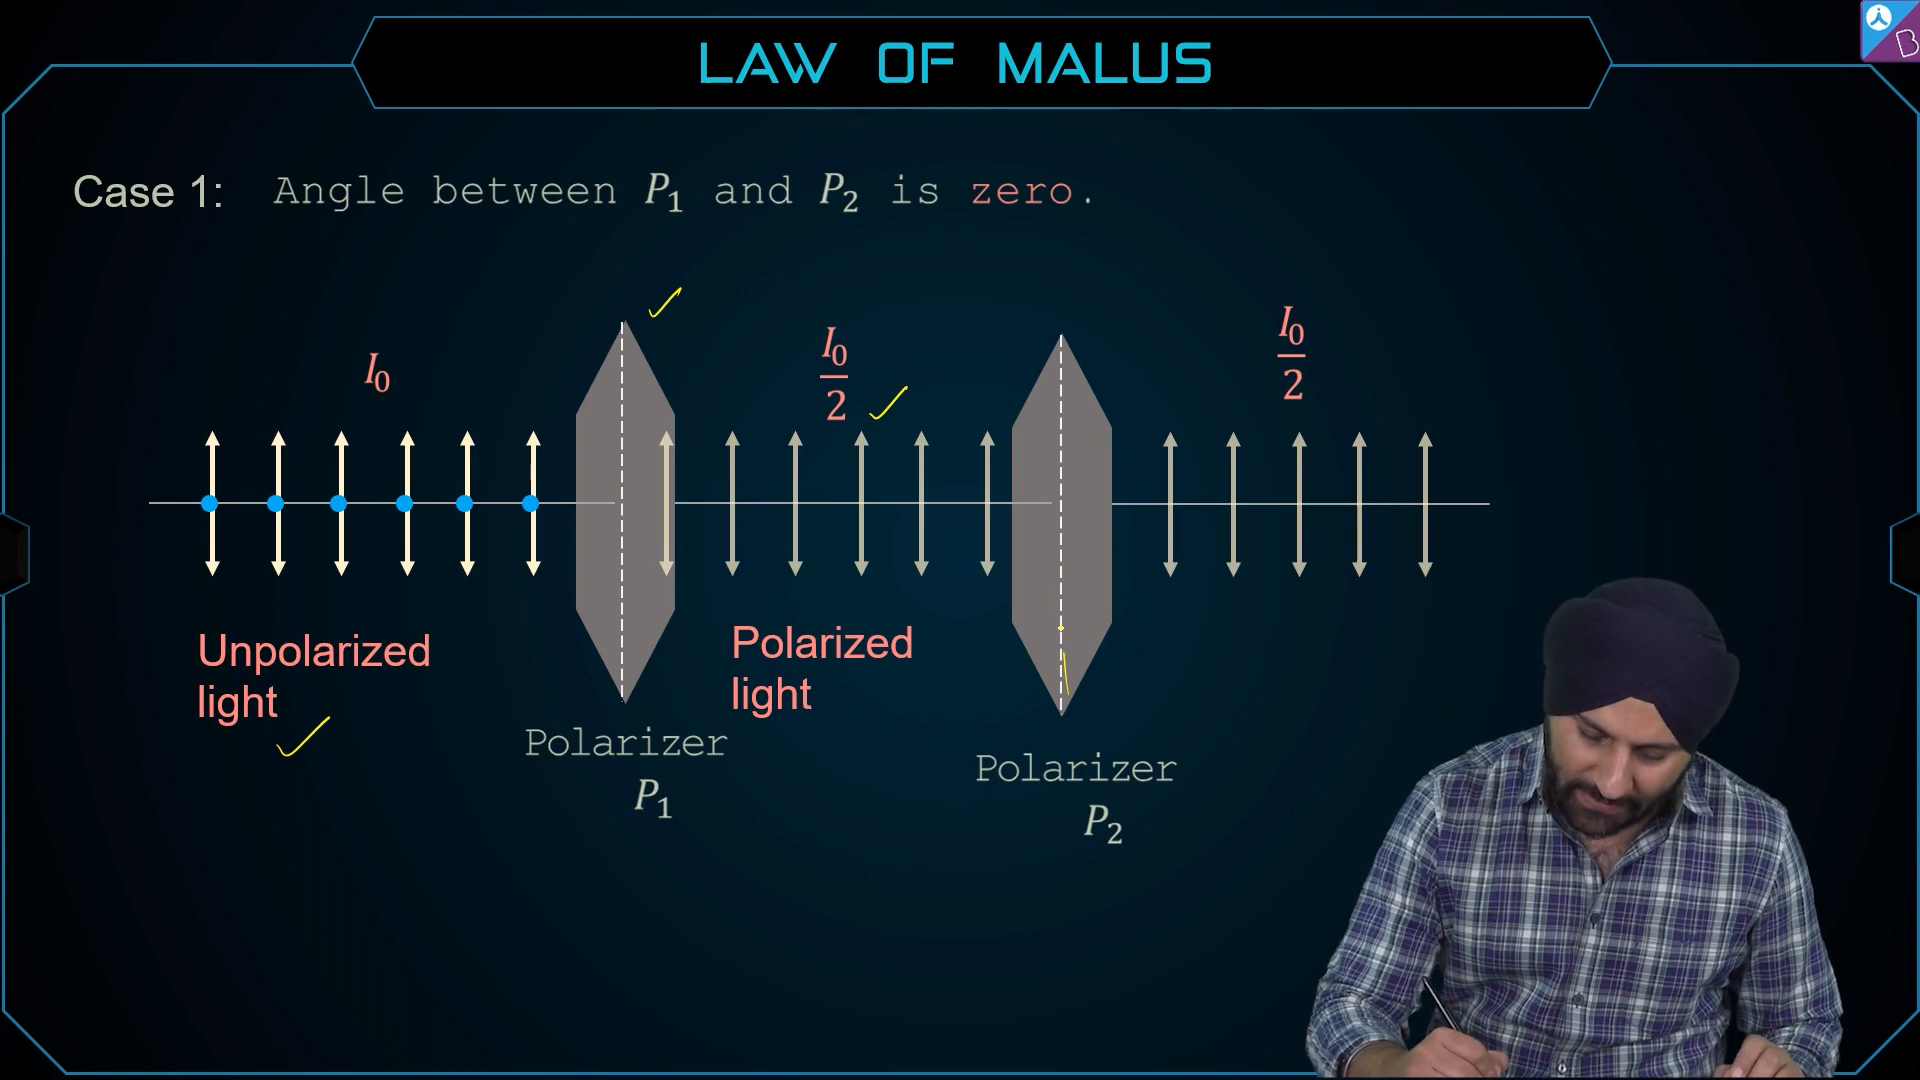 LAW OF MALUS
B
Case 1: Angle between P₁ and P₂ is zero.
I₀
I₀/2
I₀/2
Unpolarized
light
Polarized
light
Polarizer
P₁
Polarizer
P₂